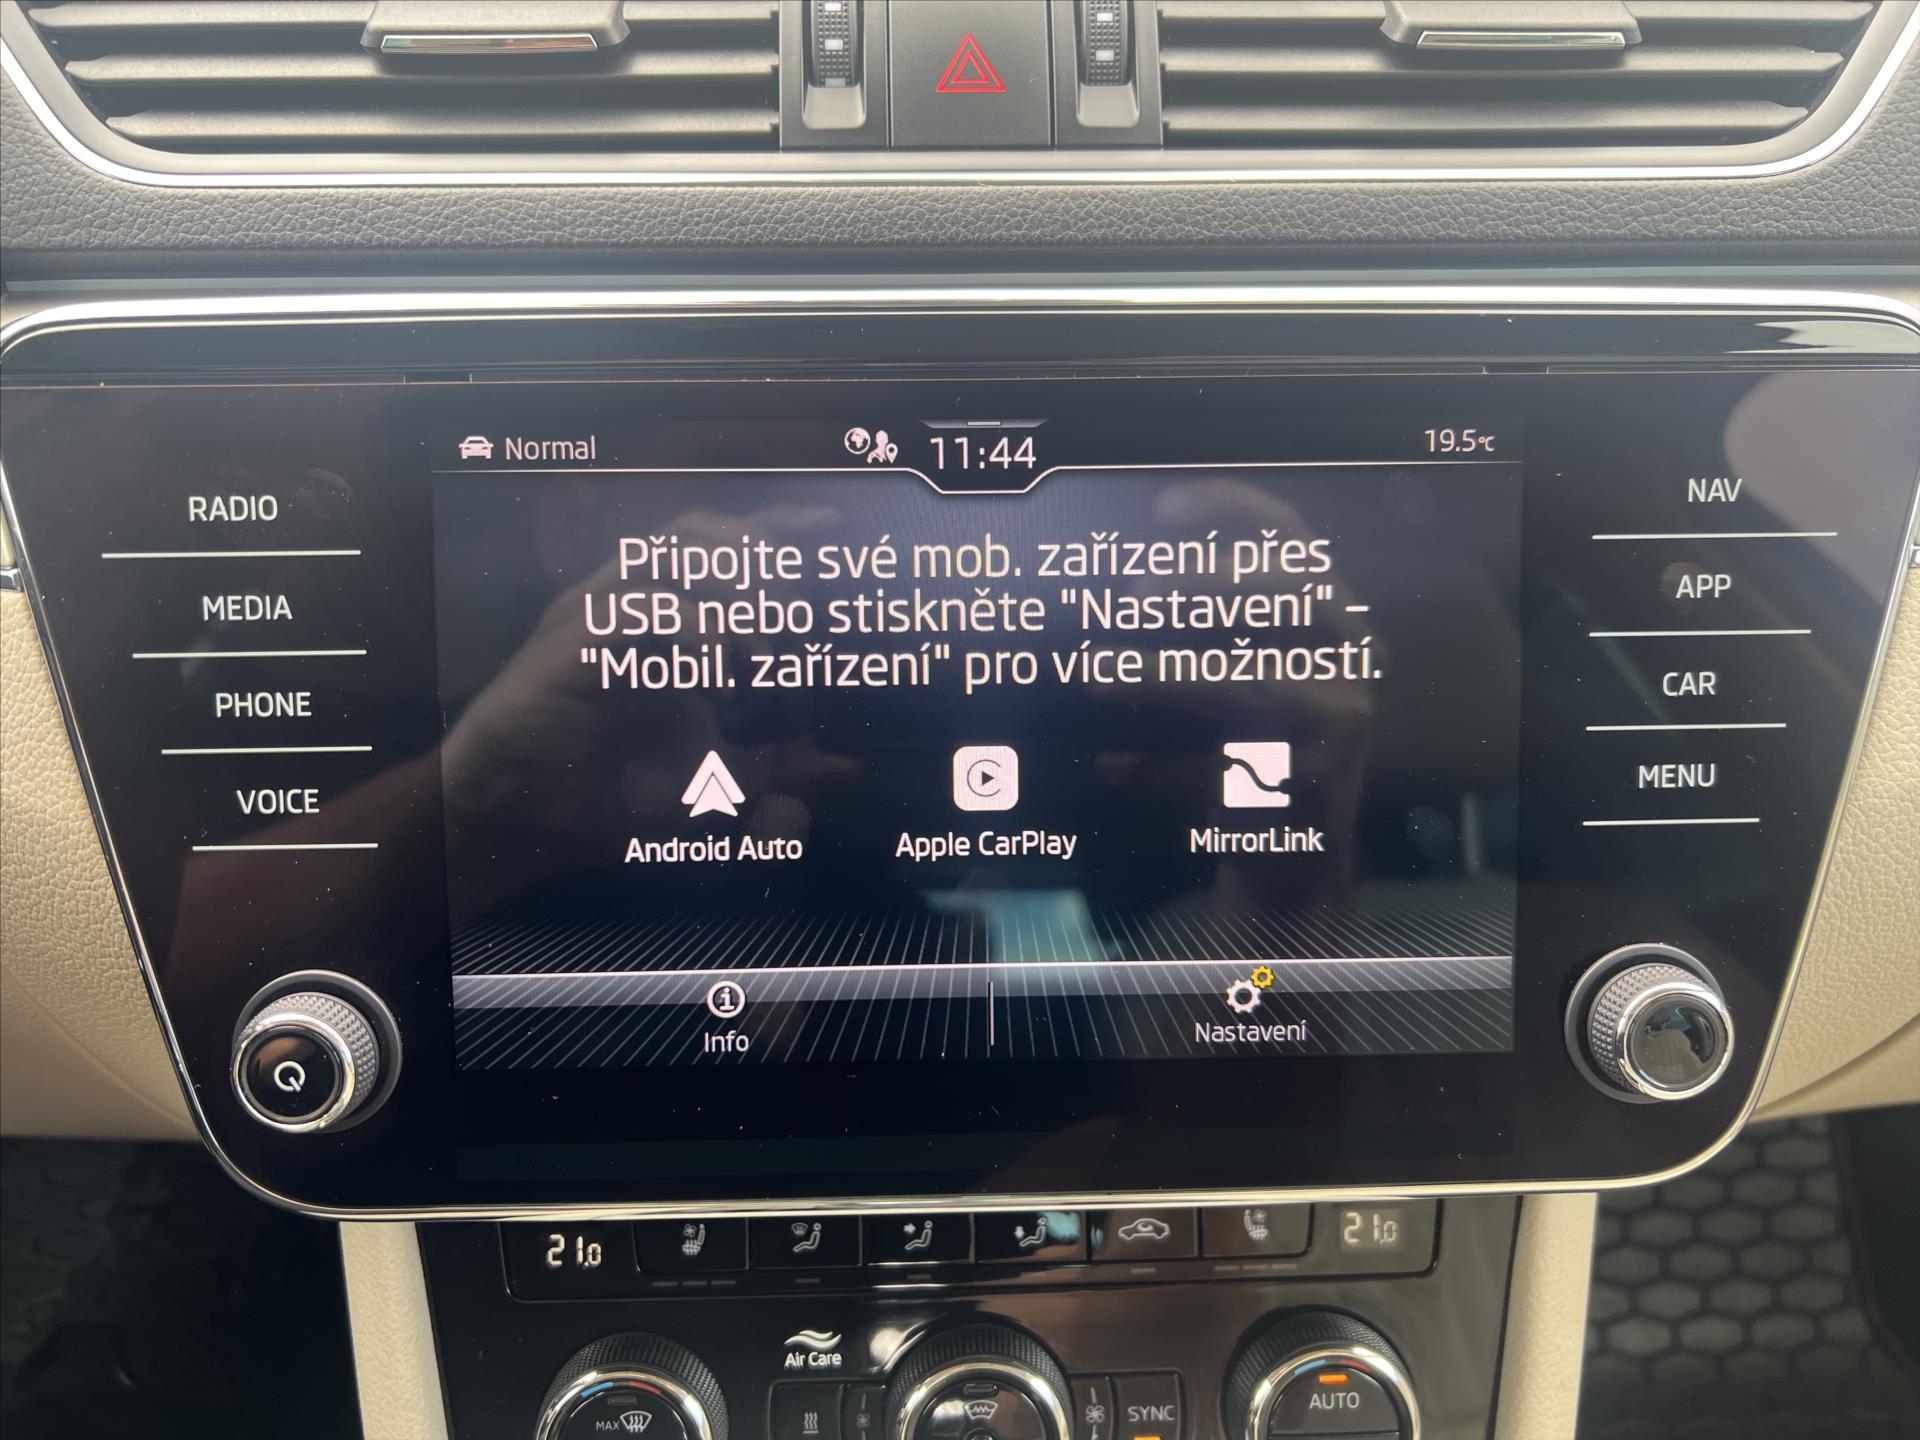 Normal
11:44
19.5°C
RADIO
MEDIA
PHONE
VOICE
NAV
APP
CAR
MENU
Připojte své mob. zařízení přes
USB nebo stiskněte "Nastavení" –
"Mobil. zařízení" pro více možností.
Android Auto
Apple CarPlay
MirrorLink
Info
Nastavení
21.0
21.0
Air Care
MAX
SYNC
AUTO